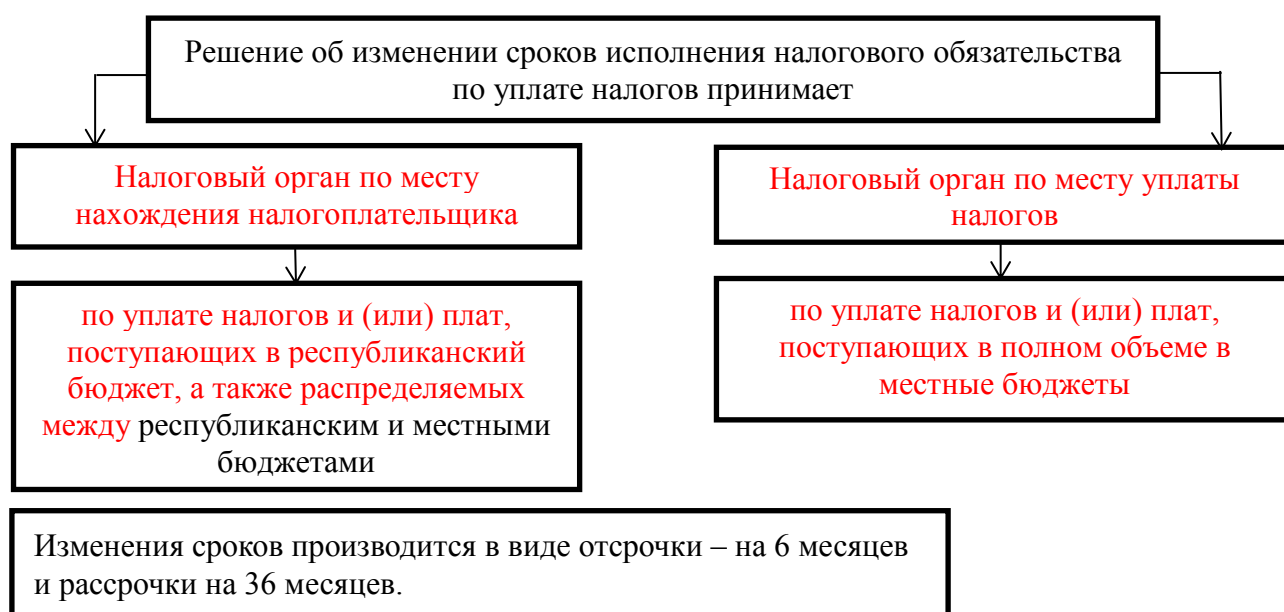 Решение об изменении сроков исполнения налогового обязательства
по уплате налогов принимает
Налоговый орган по месту
нахождения налогоплательщика
Налоговый орган по месту уплаты
налогов
по уплате налогов и (или) плат,
поступающих в республиканский
бюджет, а также распределяемых
между республиканским и местными
бюджетами
по уплате налогов и (или) плат,
поступающих в полном объеме в
местные бюджеты
Изменения сроков производится в виде отсрочки – на 6 месяцев
и рассрочки на 36 месяцев.